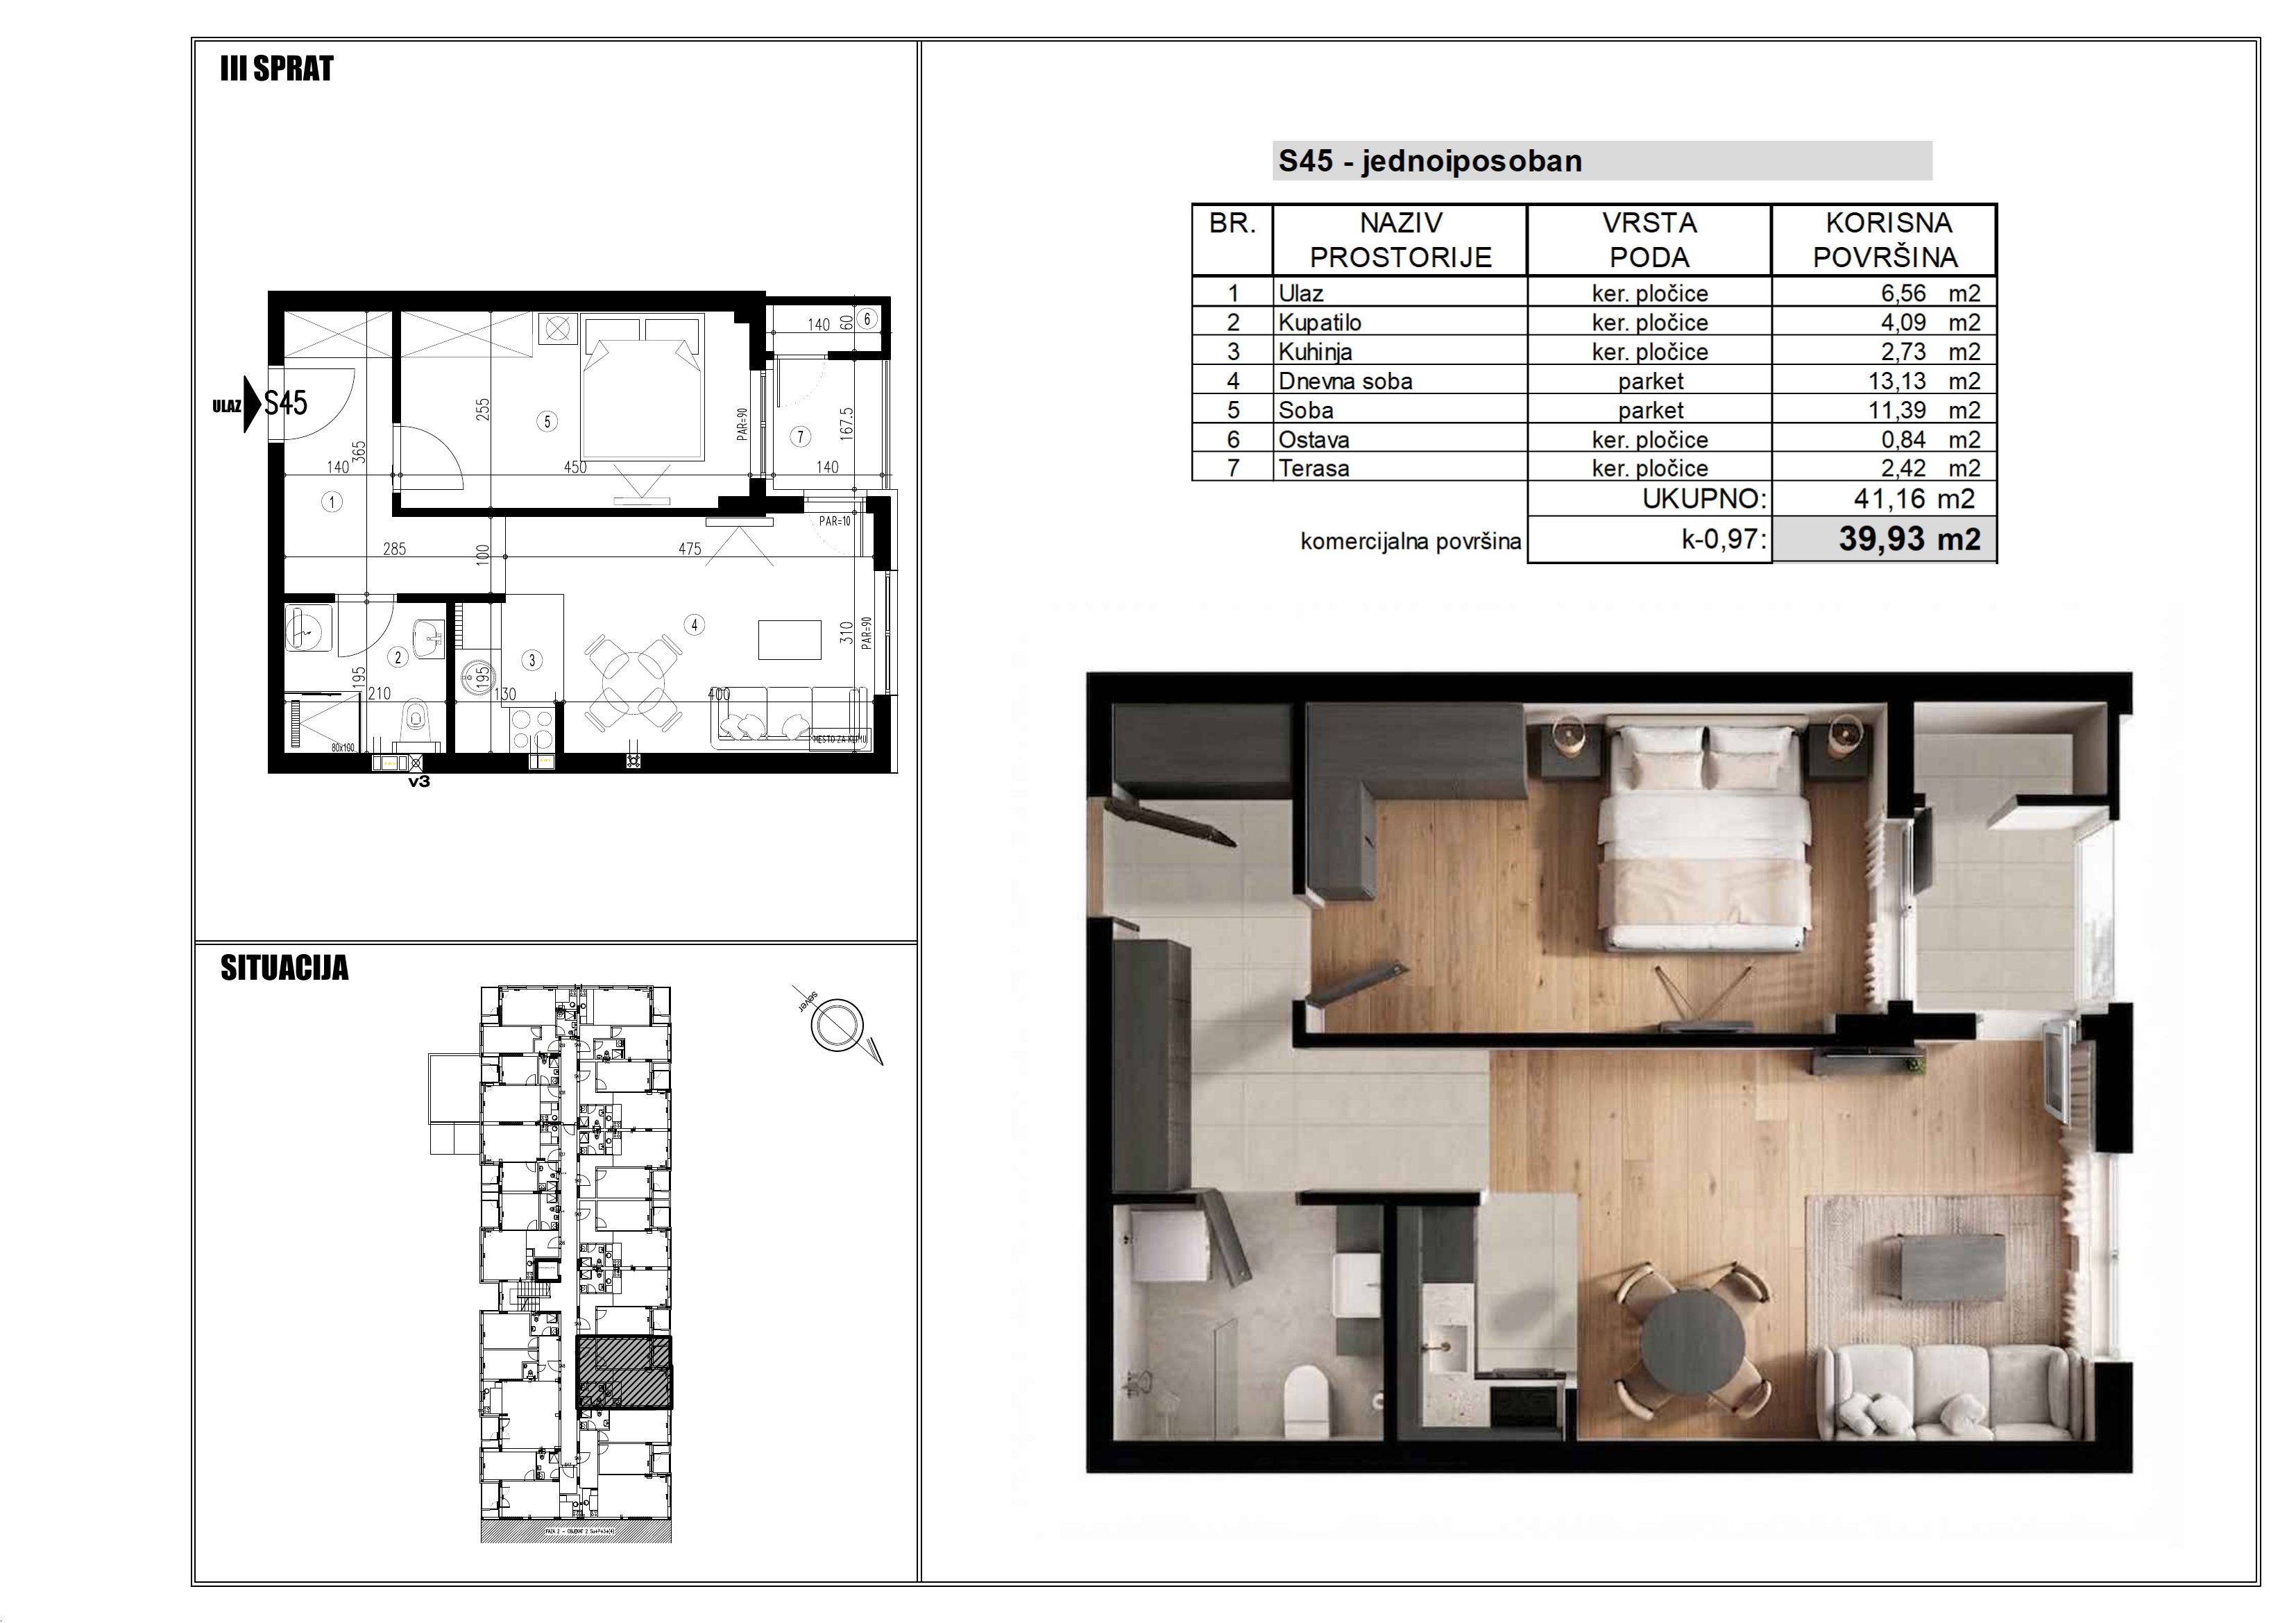 III SPRAT
ULAZ
S45
140
60
6
255
5
PAR=90
7
167.5
365
140
450
140
1
PAR=10
285
100
475
4
310
PAR=90
2
3
195
195
210
130
400
80x100
MESTO ZA KLIMU
v3
S45 - jednoiposoban
BR. NAZIV PROSTORIJE VRSTA PODA KORISNA POVRŠINA
1 Ulaz ker. pločice 6,56 m2
2 Kupatilo ker. pločice 4,09 m2
3 Kuhinja ker. pločice 2,73 m2
4 Dnevna soba parket 13,13 m2
5 Soba parket 11,39 m2
6 Ostava ker. pločice 0,84 m2
7 Terasa ker. pločice 2,42 m2
UKUPNO: 41,16 m2
komercijalna površina k-0,97: 39,93 m2
SITUACIJA
sever